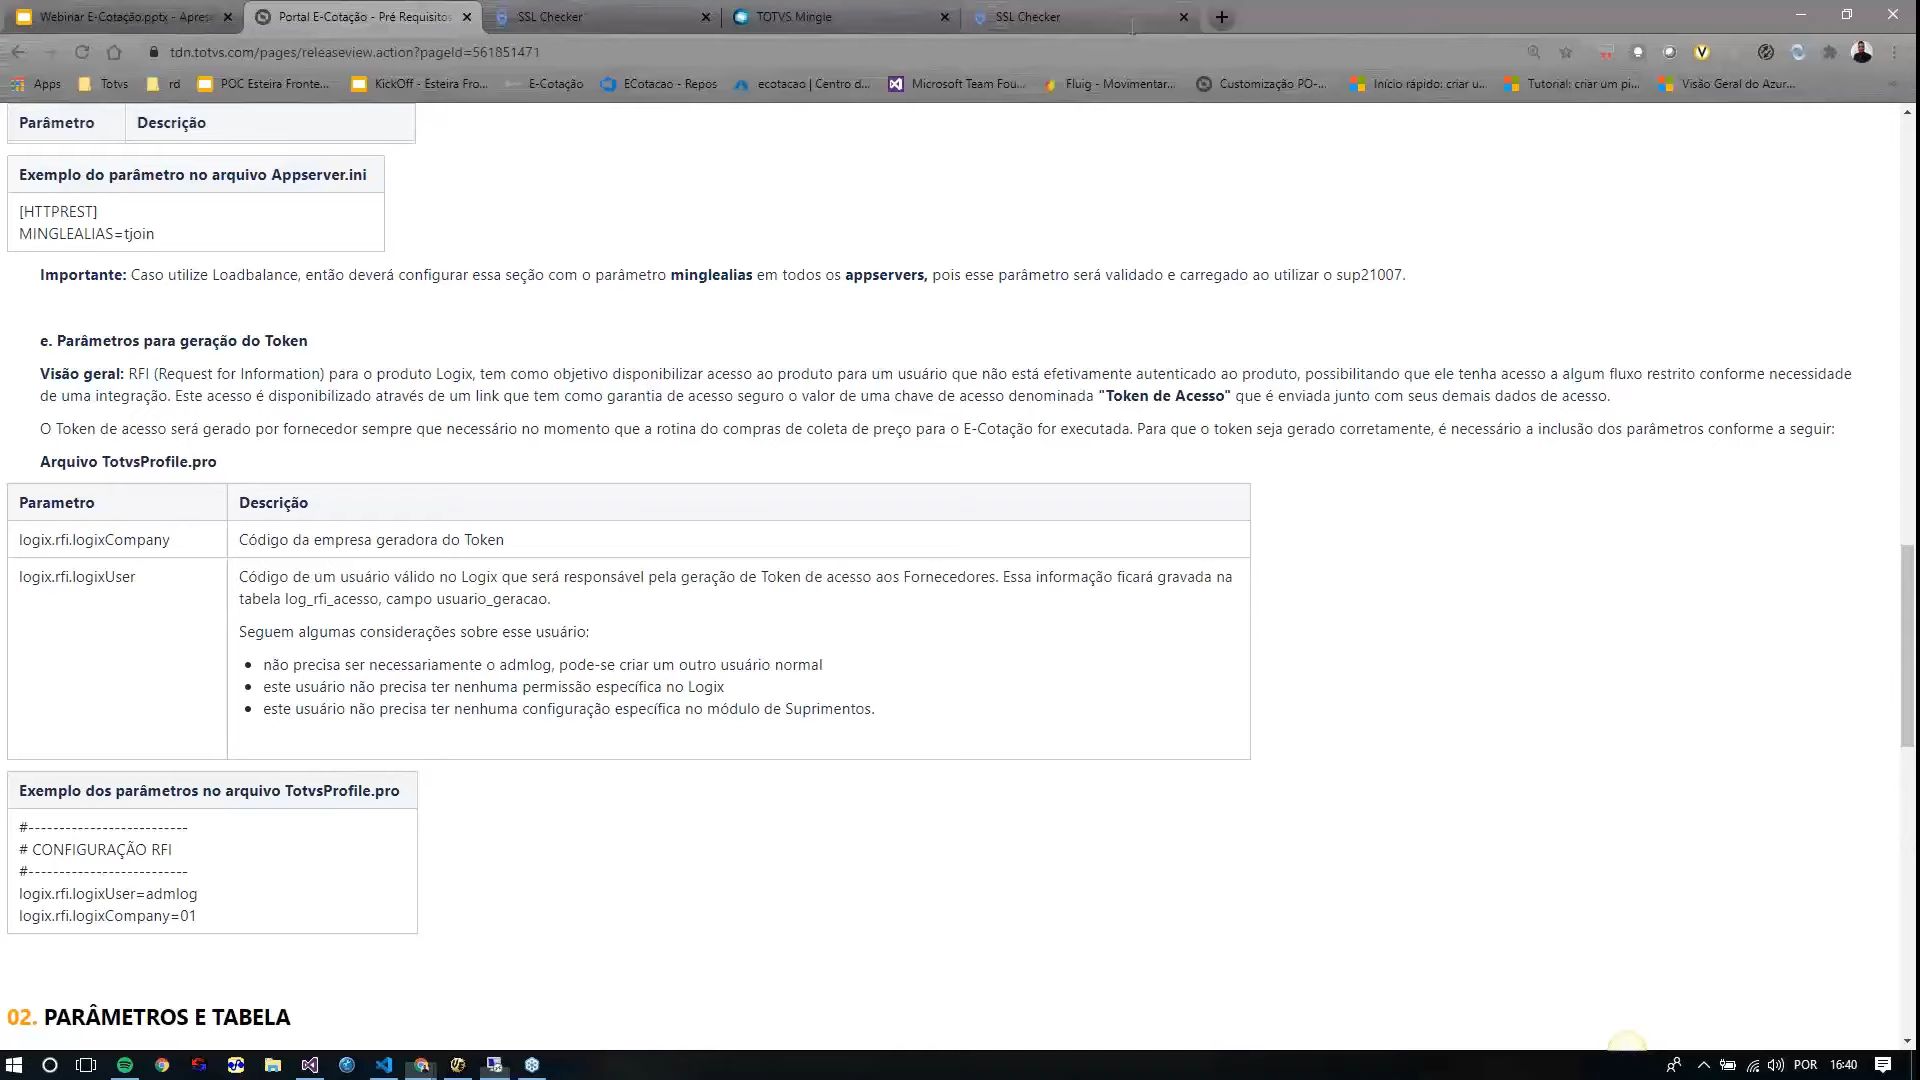 Webinar E-Cotação.pptx - Apres
Portal E-Cotação - Pré Requisitos
SSL Checker
TOTVS Mingle
SSL Checker
tdn.totvs.com/pages/releaseview.action?pageId=561851471
Apps
Totvs
rd
POC Esteira Fronte...
KickOff - Esteira Fro...
E-Cotação
ECotacao - Repos
ecotacao | Centro d...
Microsoft Team Fou...
Fluig - Movimentar...
Customização PO-...
Início rápido: criar u...
Tutorial: criar um pi...
Visão Geral do Azur...
Parâmetro Descrição
Exemplo do parâmetro no arquivo Appserver.ini
[HTTPREST]
MINGLEALIAS=tjoin
Importante: Caso utilize Loadbalance, então deverá configurar essa seção com o parâmetro minglealias em todos os appservers, pois esse parâmetro será validado e carregado ao utilizar o sup21007.
e. Parâmetros para geração do Token
Visão geral: RFI (Request for Information) para o produto Logix, tem como objetivo disponibilizar acesso ao produto para um usuário que não está efetivamente autenticado ao produto, possibilitando que ele tenha acesso a algum fluxo restrito conforme necessidade
de uma integração. Este acesso é disponibilizado através de um link que tem como garantia de acesso seguro o valor de uma chave de acesso denominada "Token de Acesso" que é enviada junto com seus demais dados de acesso.
O Token de acesso será gerado por fornecedor sempre que necessário no momento que a rotina do compras de coleta de preço para o E-Cotação for executada. Para que o token seja gerado corretamente, é necessário a inclusão dos parâmetros conforme a seguir:
Arquivo TotvsProfile.pro
Parametro Descrição
logix.rfi.logixCompany Código da empresa geradora do Token
logix.rfi.logixUser Código de um usuário válido no Logix que será responsável pela geração de Token de acesso aos Fornecedores. Essa informação ficará gravada na
tabela log_rfi_acesso, campo usuario_geracao.
Seguem algumas considerações sobre esse usuário:
• não precisa ser necessariamente o admlog, pode-se criar um outro usuário normal
• este usuário não precisa ter nenhuma permissão específica no Logix
• este usuário não precisa ter nenhuma configuração específica no módulo de Suprimentos.
Exemplo dos parâmetros no arquivo TotvsProfile.pro
#--------------------------
# CONFIGURAÇÃO RFI
#--------------------------
logix.rfi.logixUser=admlog
logix.rfi.logixCompany=01
02. PARÂMETROS E TABELA
POR 16:40